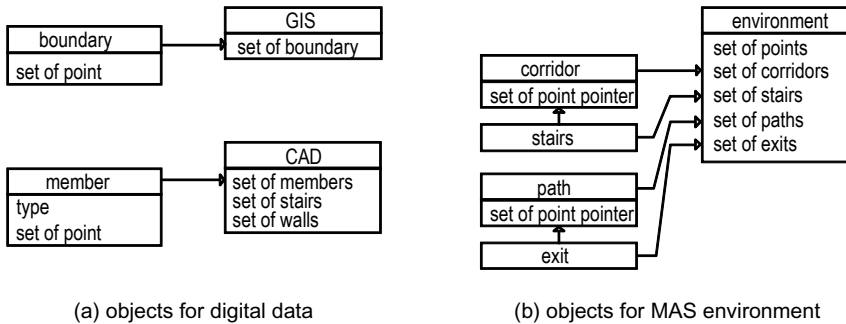 boundary
set of point
GIS
set of boundary
member
type
set of point
CAD
set of members
set of stairs
set of walls
(a) objects for digital data
corridor
set of point pointer
stairs
path
set of point pointer
exit
environment
set of points
set of corridors
set of stairs
set of paths
set of exits
(b) objects for MAS environment